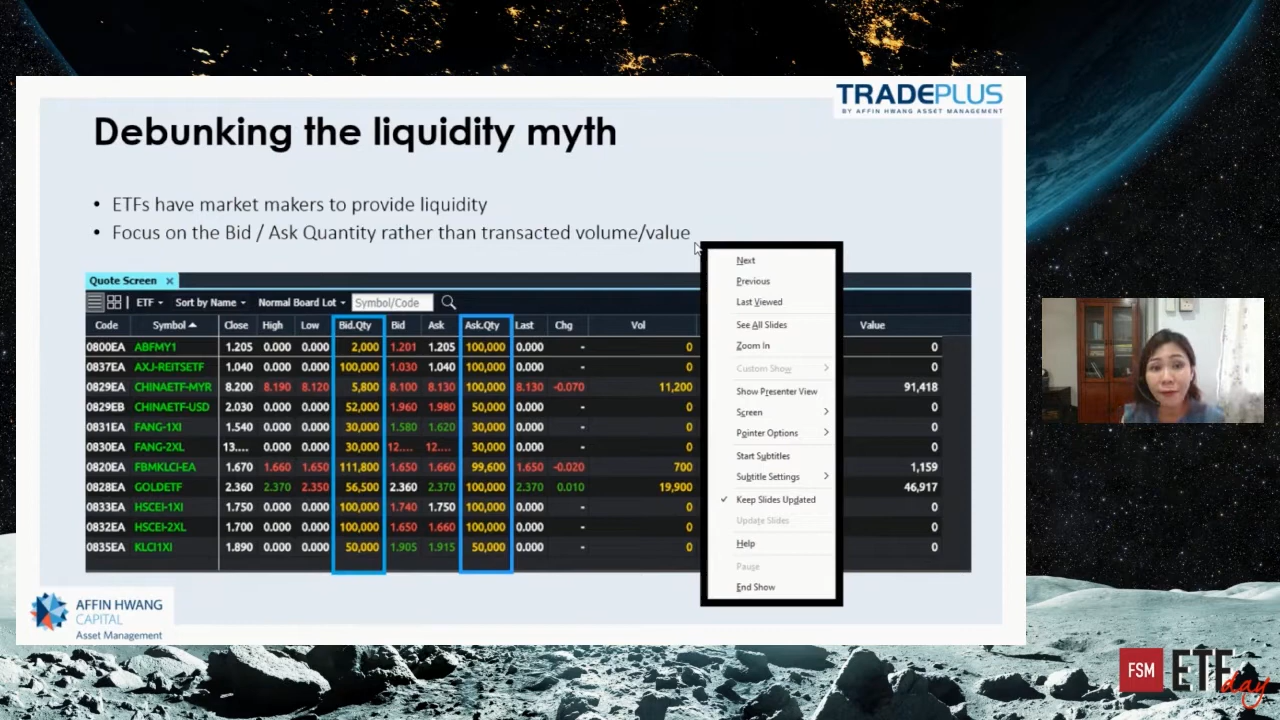 TRADEPLUS
BY AFFIN HWANG ASSET MANAGEMENT
Debunking the liquidity myth
• ETFs have market makers to provide liquidity
• Focus on the Bid / Ask Quantity rather than transacted volume/value
Quote Screen ×
ETF Sort by Name Normal Board Lot Symbol/Code
Code Symbol Close High Low Bid.Qty Bid Ask Ask.Qty Last Chg Vol Value
0800EA ABFMY1 1.205 0.000 0.000 2,000 1.201 1.205 100,000 0.000 - 0 0
0837EA AXJ-REITSETF 1.040 0.000 0.000 100,000 1.030 1.040 100,000 0.000 - 0 0
0829EA CHINAETF-MYR 8.200 8.190 8.120 5,800 8.100 8.130 100,000 8.130 -0.070 11,200 91,418
0829EB CHINAETF-USD 2.030 0.000 0.000 52,000 1.960 1.980 50,000 0.000 - 0 0
0831EA FANG-1XI 1.540 0.000 0.000 30,000 1.580 1.620 30,000 0.000 - 0 0
0830EA FANG-2XL 13.... 0.000 0.000 30,000 12.... 12.... 30,000 0.000 - 0 0
0820EA FBMKLCI-EA 1.670 1.660 1.650 111,800 1.650 1.660 99,600 1.650 -0.020 700 1,159
0828EA GOLDETF 2.360 2.370 2.350 56,500 2.360 2.370 100,000 2.370 0.010 19,900 46,917
0833EA HSCEI-1XI 1.750 0.000 0.000 100,000 1.740 1.750 100,000 0.000 - 0 0
0832EA HSCEI-2XL 1.700 0.000 0.000 100,000 1.650 1.660 100,000 0.000 - 0 0
0835EA KLCI1XI 1.890 0.000 0.000 50,000 1.905 1.915 50,000 0.000 - 0 0
Next
Previous
Last Viewed
See All Slides
Zoom In
Custom Show
Show Presenter View
Screen
Pointer Options
Start Subtitles
Subtitle Settings
✓ Keep Slides Updated
Update Slides
Help
Pause
End Show
AFFIN HWANG
CAPITAL
Asset Management
FSM ETF day